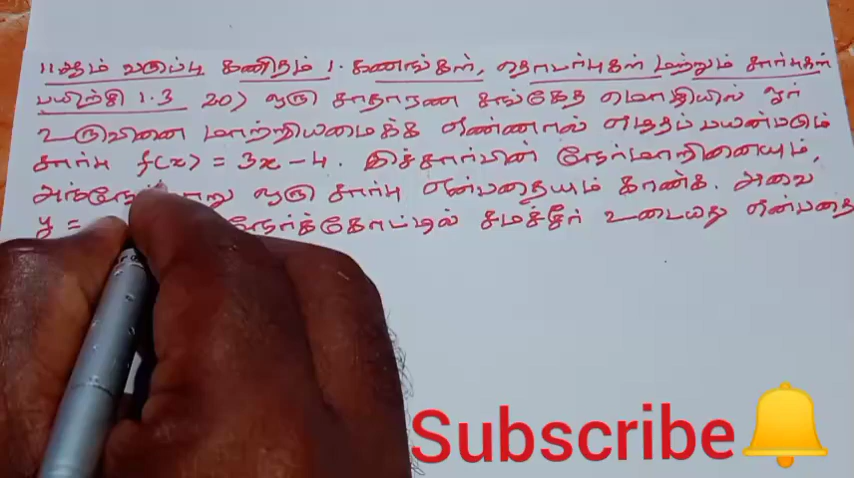 11ஆம் வகுப்பு கணிதம் 1. கணங்கள், தொடர்புகள் மற்றும் சார்புகள்
பயிற்சி 1.3 20) ஒரு சாதாரண சங்கேத மொழியில் ஓர்
உருவினை மாற்றியமைக்க எண்ணால் எழுதப் பயன்படும்
சார்பு f(x) = 3x - 4. இச்சார்பின் நேர்மாறினையும்,
அந்நேர்மாறு ஒரு சார்பு என்பதையும் காண்க. அவை
y = நேர்க்கோட்டில் சமச்சீர் உடையது என்பதை
Subscribe